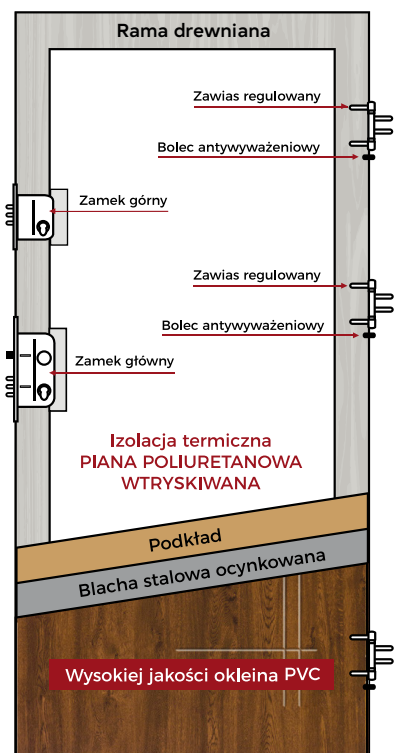 Rama drewniana
Zawias regulowany
Bolec antywyważeniowy
Zamek górny
Zawias regulowany
Bolec antywyważeniowy
Zamek główny
Izolacja termiczna
PIANA POLIURETANOWA
WTRYSKIWANA
Podkład
Blacha stalowa ocynkowana
Wysokiej jakości okleina PVC